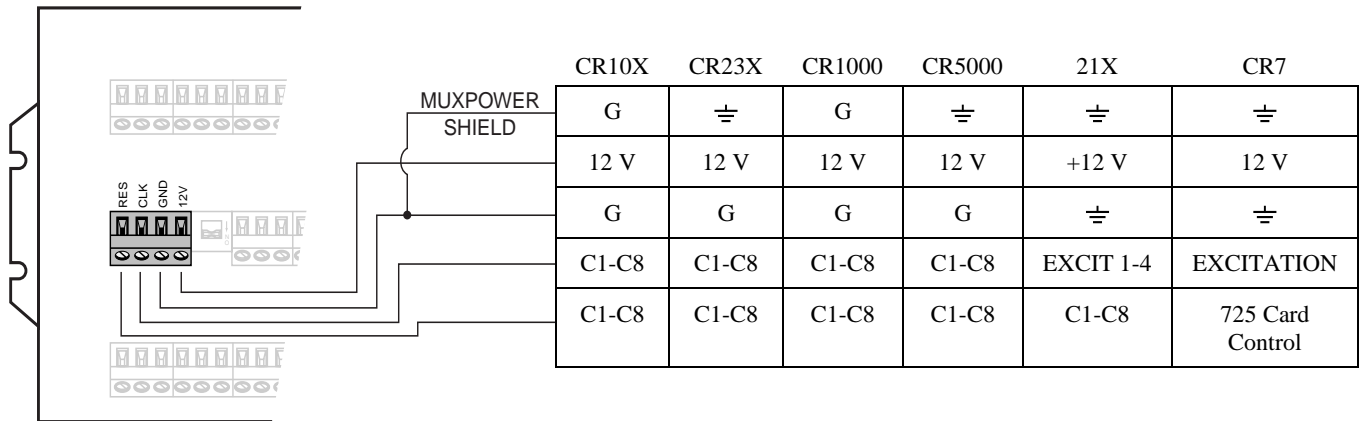 CR10X CR23X CR1000 CR5000 21X CR7
MUXPOWER
SHIELD
G ⏚ G ⏚ ⏚ ⏚
12 V 12 V 12 V 12 V +12 V 12 V
G G G G ⏚ ⏚
C1-C8 C1-C8 C1-C8 C1-C8 EXCIT 1-4 EXCITATION
C1-C8 C1-C8 C1-C8 C1-C8 C1-C8 725 Card
Control
RES
CLK
GND
12V